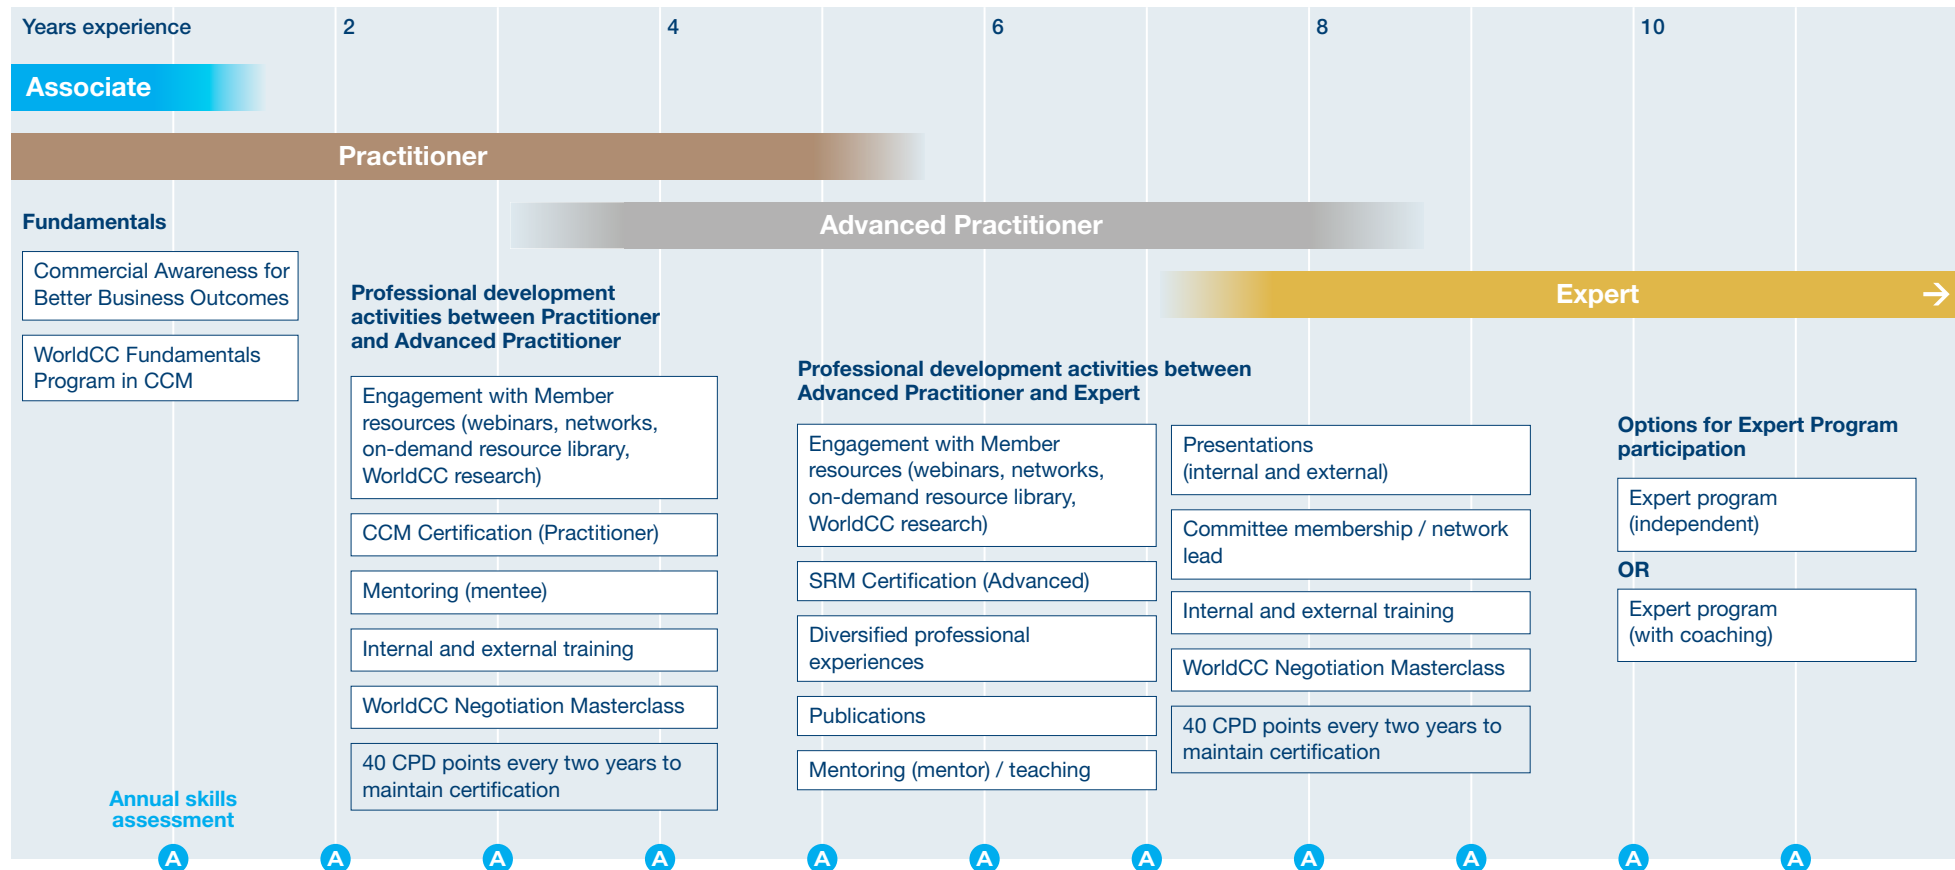 Years experience
2
4
6
8
10
Associate
Practitioner
Advanced Practitioner
Expert
Fundamentals
Commercial Awareness for
Better Business Outcomes
WorldCC Fundamentals
Program in CCM
Professional development
activities between Practitioner
and Advanced Practitioner
Engagement with Member
resources (webinars, networks,
on-demand resource library,
WorldCC research)
CCM Certification (Practitioner)
Mentoring (mentee)
Internal and external training
WorldCC Negotiation Masterclass
40 CPD points every two years to
maintain certification
Professional development activities between
Advanced Practitioner and Expert
Engagement with Member
resources (webinars, networks,
on-demand resource library,
WorldCC research)
SRM Certification (Advanced)
Diversified professional
experiences
Publications
Mentoring (mentor) / teaching
Presentations
(internal and external)
Committee membership / network
lead
Internal and external training
WorldCC Negotiation Masterclass
40 CPD points every two years to
maintain certification
Options for Expert Program
participation
Expert program
(independent)
OR
Expert program
(with coaching)
Annual skills
assessment
A
A
A
A
A
A
A
A
A
A
A